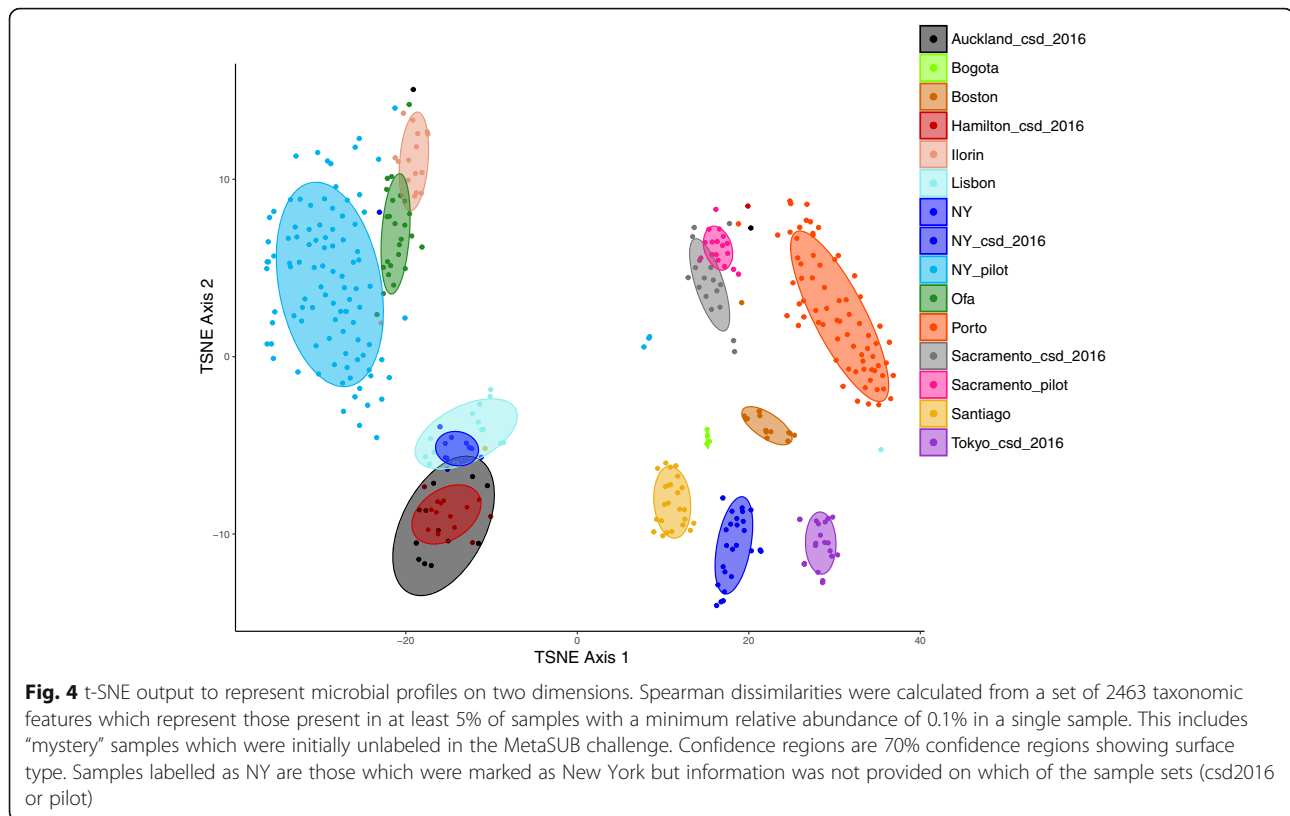 Auckland_csd_2016
Bogota
Boston
Hamilton_csd_2016
Ilorin
Lisbon
NY
NY_csd_2016
NY_pilot
Ofa
Porto
Sacramento_csd_2016
Sacramento_pilot
Santiago
Tokyo_csd_2016
10
0
−10
TSNE Axis 2
−20
0
20
40
TSNE Axis 1
Fig. 4 t-SNE output to represent microbial profiles on two dimensions. Spearman dissimilarities were calculated from a set of 2463 taxonomic
features which represent those present in at least 5% of samples with a minimum relative abundance of 0.1% in a single sample. This includes
“mystery” samples which were initially unlabeled in the MetaSUB challenge. Confidence regions are 70% confidence regions showing surface
type. Samples labelled as NY are those which were marked as New York but information was not provided on which of the sample sets (csd2016
or pilot)